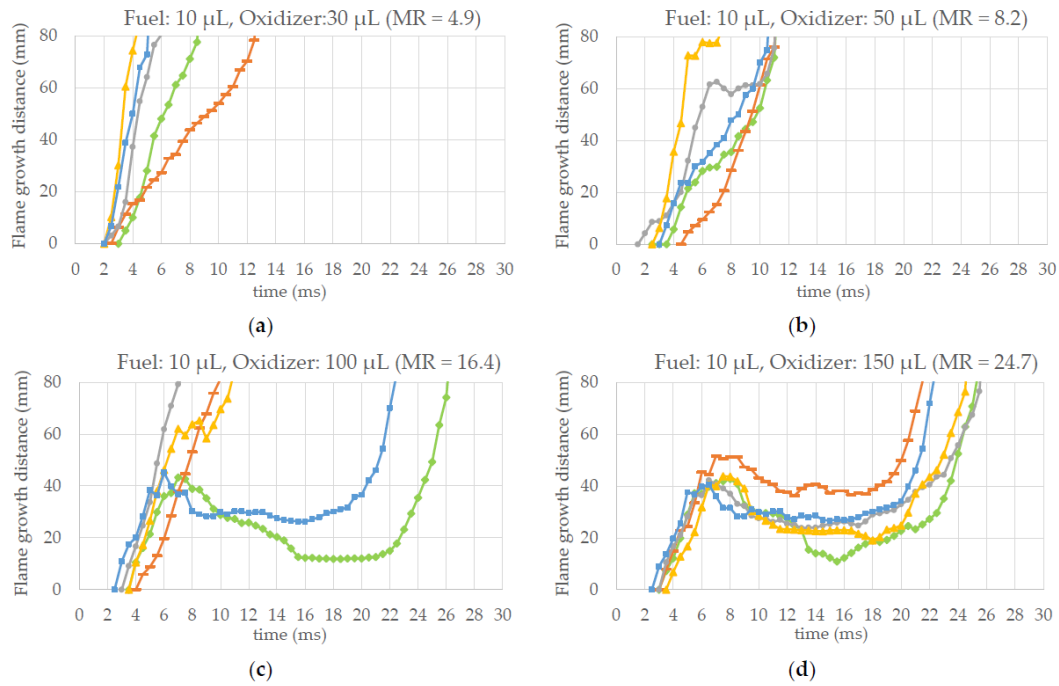 Fuel: 10 µL, Oxidizer:30 µL (MR = 4.9)
Flame growth distance (mm)
80
60
40
20
0
0 2 4 6 8 10 12 14 16 18 20 22 24 26 28 30
time (ms)
(a)
Fuel: 10 µL, Oxidizer: 50 µL (MR = 8.2)
Flame growth distance (mm)
80
60
40
20
0
0 2 4 6 8 10 12 14 16 18 20 22 24 26 28 30
time (ms)
(b)
Fuel: 10 µL, Oxidizer: 100 µL (MR = 16.4)
Flame growth distance (mm)
80
60
40
20
0
0 2 4 6 8 10 12 14 16 18 20 22 24 26 28 30
time (ms)
(c)
Fuel: 10 µL, Oxidizer: 150 µL (MR = 24.7)
Flame growth distance (mm)
80
60
40
20
0
0 2 4 6 8 10 12 14 16 18 20 22 24 26 28 30
time (ms)
(d)